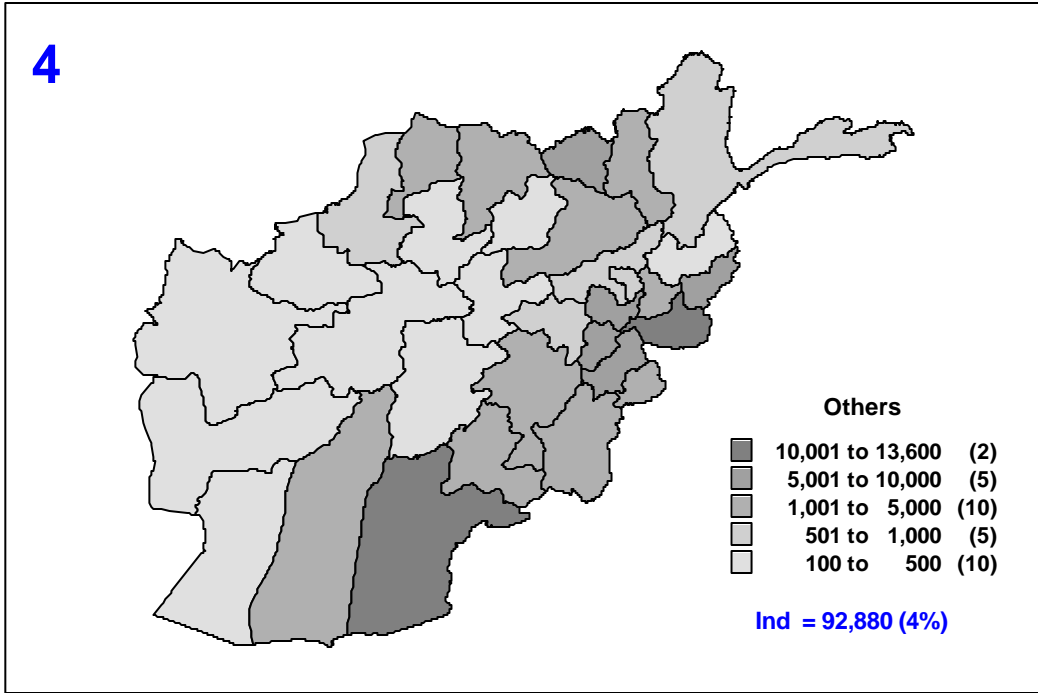 4
Others
10,001 to 13,600 (2)
5,001 to 10,000 (5)
1,001 to 5,000 (10)
501 to 1,000 (5)
100 to 500 (10)
Ind = 92,880 (4%)